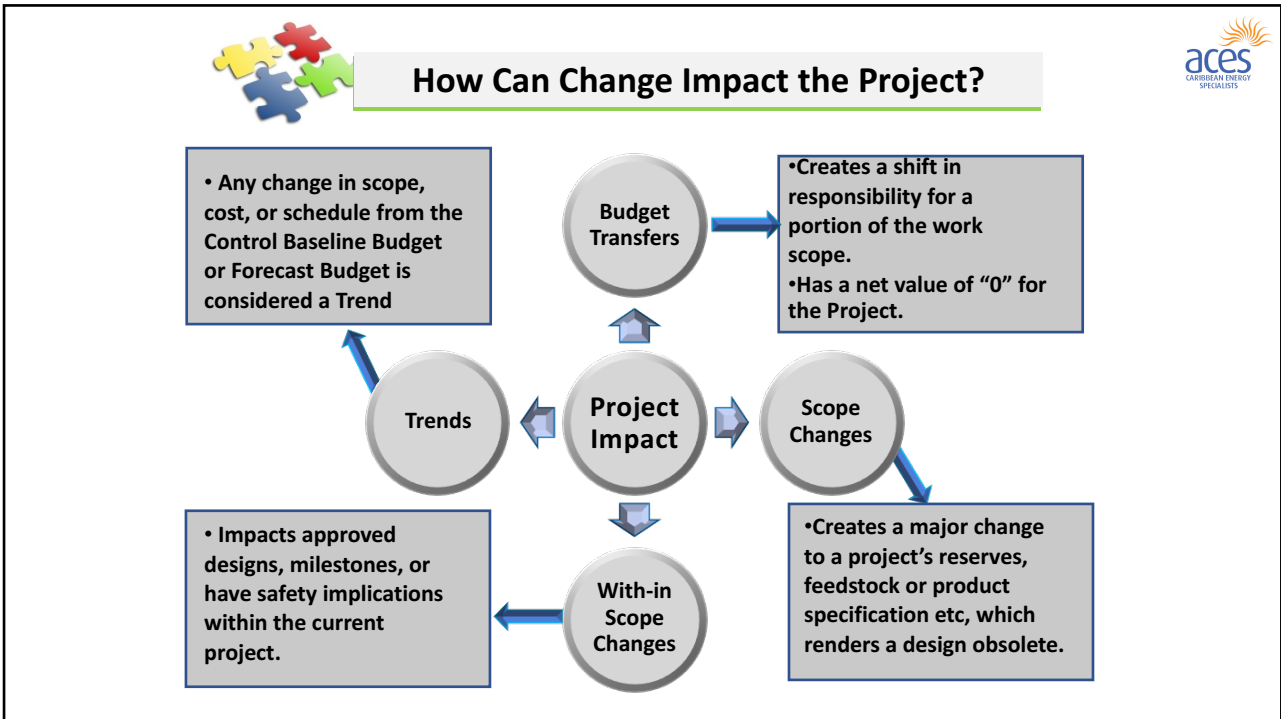 How Can Change Impact the Project?
aces
CARIBBEAN ENERGY
SPECIALISTS
• Any change in scope,
cost, or schedule from the
Control Baseline Budget
or Forecast Budget is
considered a Trend
Budget
Transfers
•Creates a shift in
responsibility for a
portion of the work
scope.
•Has a net value of “0” for
the Project.
Trends
Project
Impact
Scope
Changes
• Impacts approved
designs, milestones, or
have safety implications
within the current
project.
With-in
Scope
Changes
•Creates a major change
to a project’s reserves,
feedstock or product
specification etc, which
renders a design obsolete.